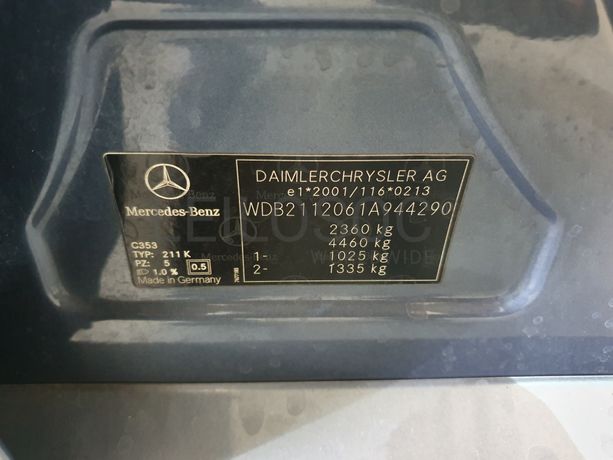 Mercedes-Benz
C353
TYP: 211 K
PZ: 5
1.0 %
0.5
Made in Germany
DAIMLERCHRYSLER AG
e1*2001/116*0213
WDB2112061A944290
2360 kg
4460 kg
1- 1025 kg
2- 1335 kg